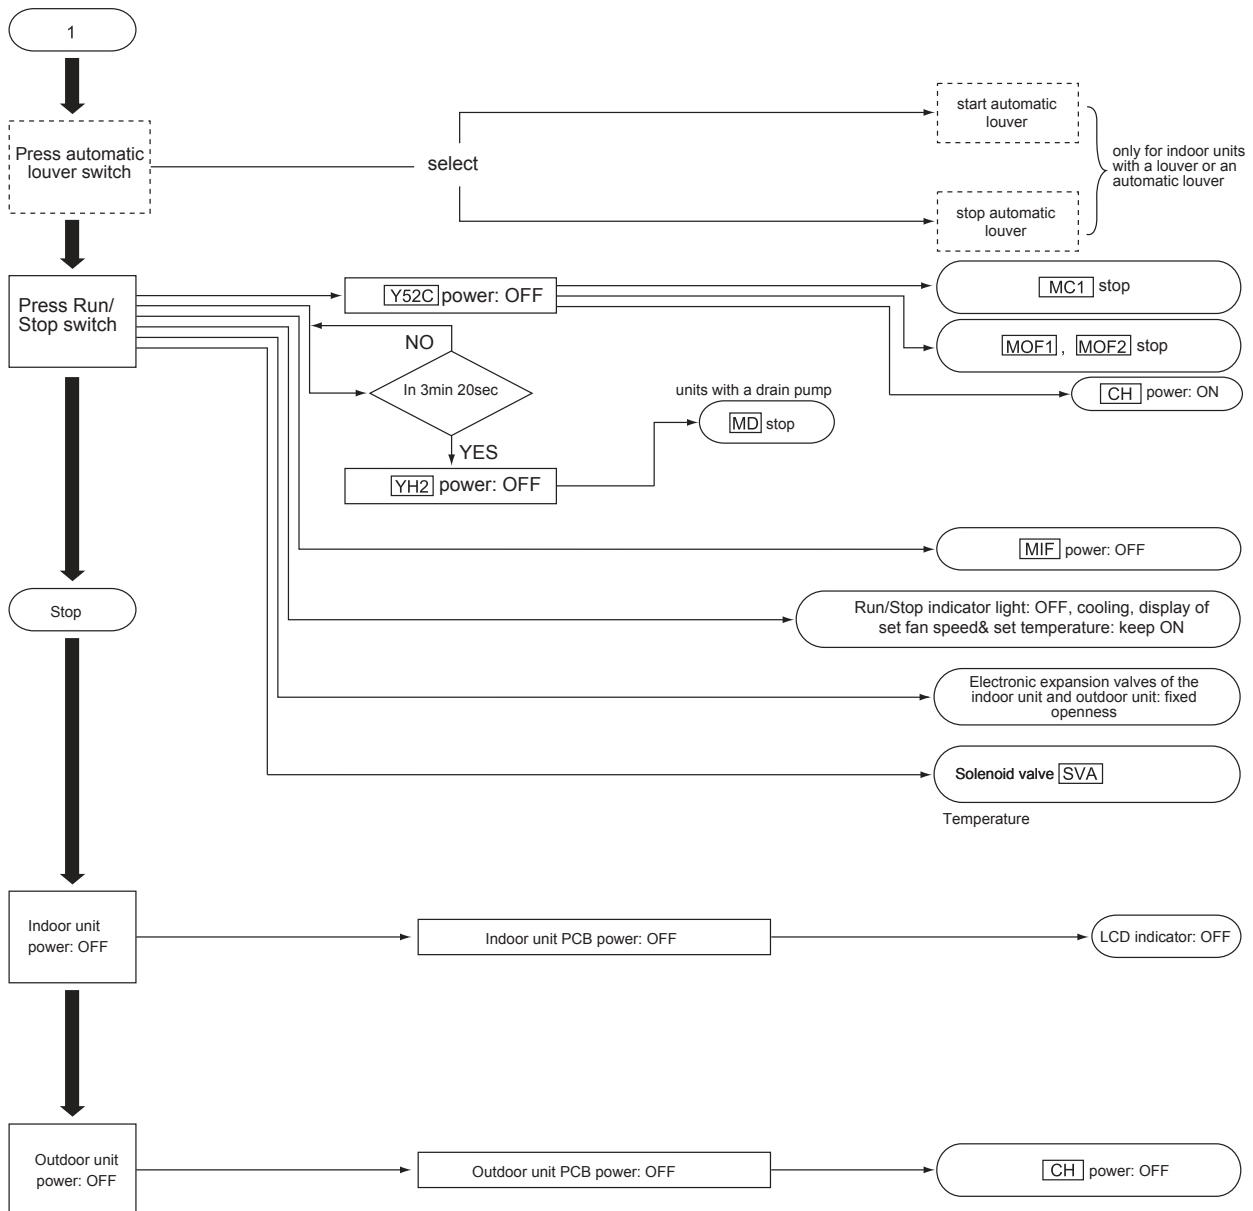 1
Press automatic
louver switch
select
start automatic
louver
stop automatic
louver
only for indoor units
with a louver or an
automatic louver
Press Run/
Stop switch
Y52C power: OFF
MC1 stop
MOF1 , MOF2 stop
CH power: ON
NO
In 3min 20sec
YES
units with a drain pump
MD stop
YH2 power: OFF
MIF power: OFF
Stop
Run/Stop indicator light: OFF, cooling, display of
set fan speed& set temperature: keep ON
Electronic expansion valves of the
indoor unit and outdoor unit: fixed
openness
Solenoid valve SVA
Temperature
Indoor unit
power: OFF
Indoor unit PCB power: OFF
LCD indicator: OFF
Outdoor unit
power: OFF
Outdoor unit PCB power: OFF
CH power: OFF